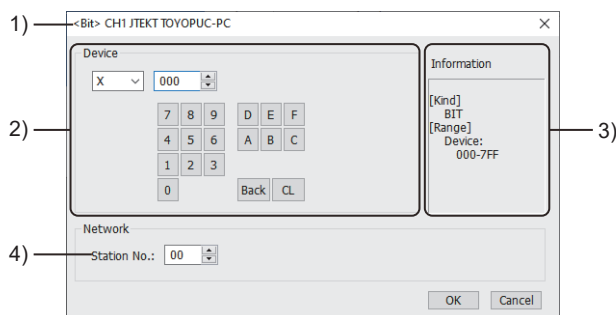 1)
<Bit> CH1 JTEKT TOYOPUC-PC
Device
X 000
7 8 9 D E F
4 5 6 A B C
1 2 3
0 Back CL
2)
Information
[Kind]
BIT
[Range]
Device:
000-7FF
3)
Network
4)
Station No.: 00
OK Cancel